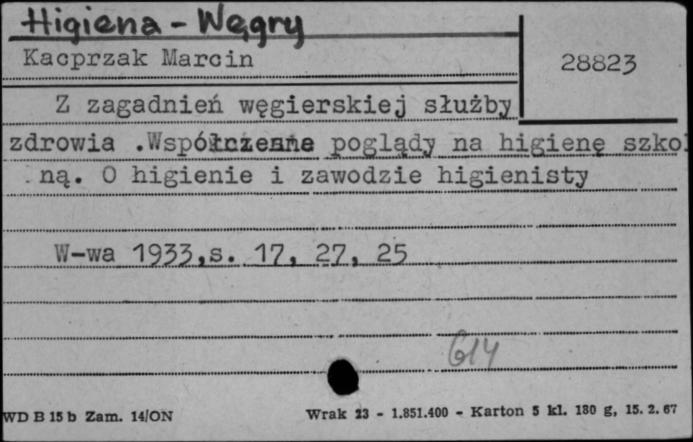 Higiena - Węgry
Kacprzak Marcin
28823
Z zagadnień węgierskiej służby
zdrowia .Współczesne poglądy na higienę szkol
ną. O higienie i zawodzie higienisty
W-wa 1933,s. 17, 27, 25
614
WD B 15 b Zam. 14/ON
Wrak 23 - 1.851.400 - Karton 5 kl. 180 g, 15. 2. 67